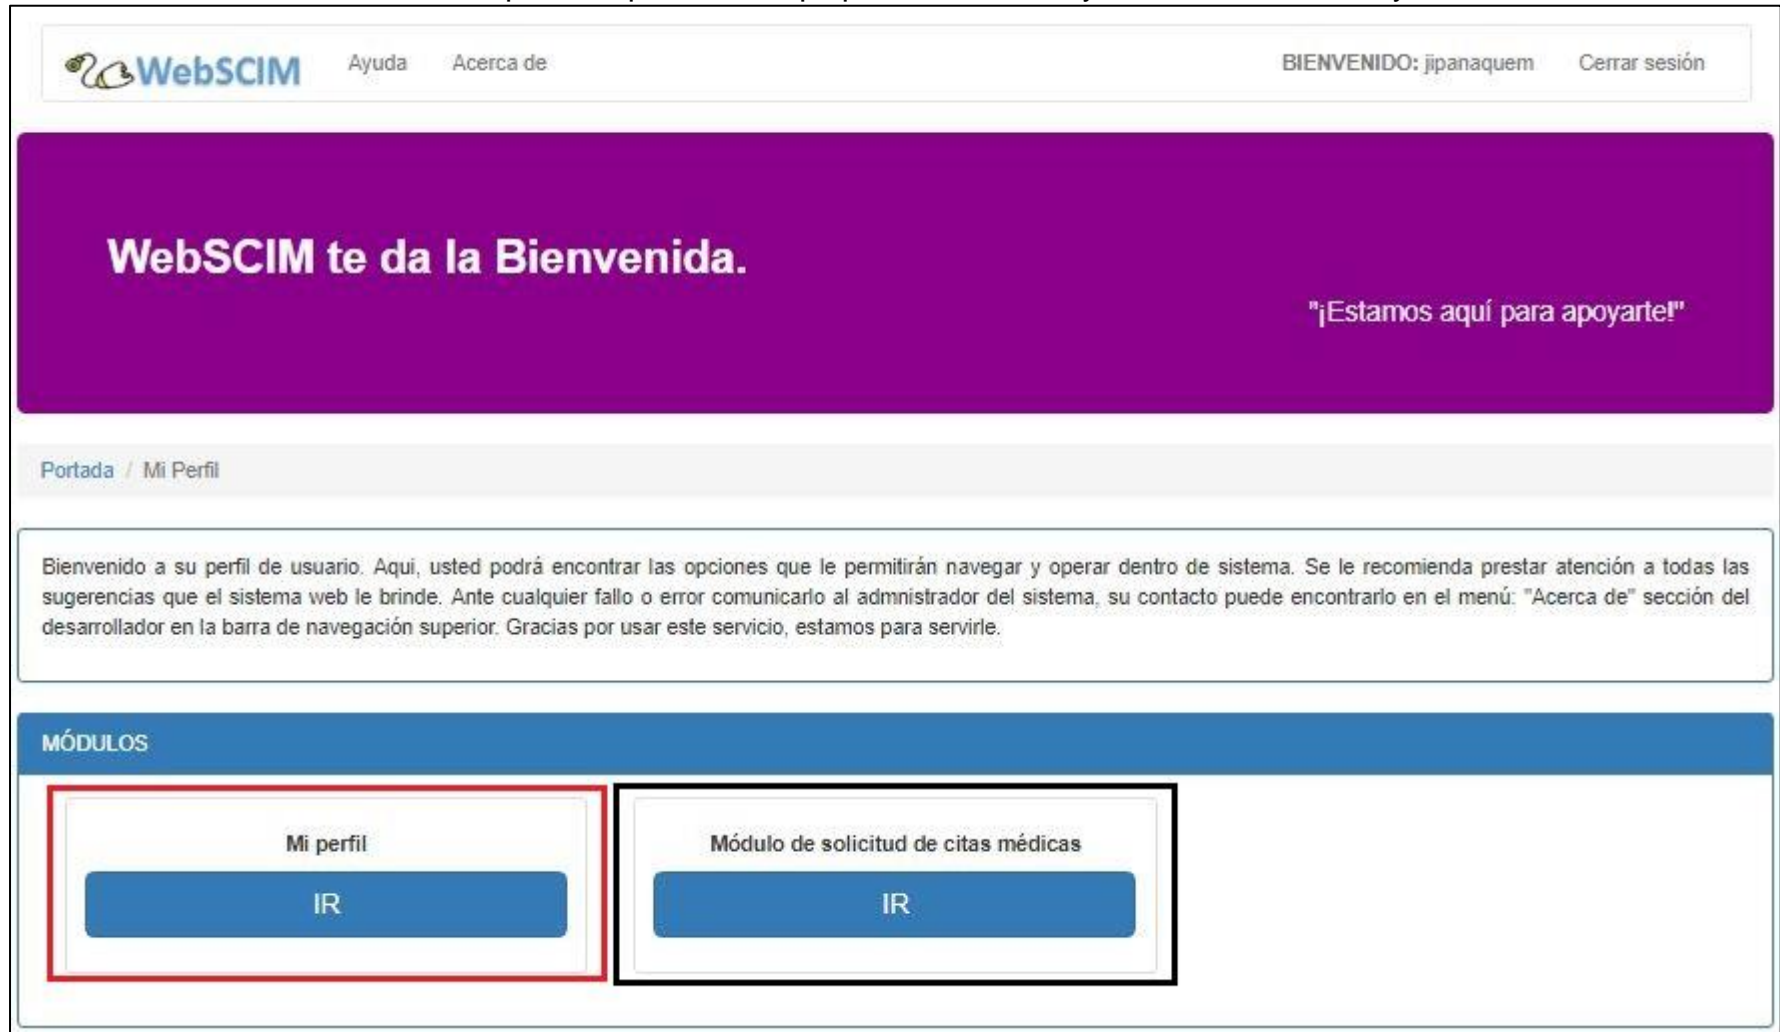 WebSCIM Ayuda Acerca de BIENVENIDO: jipanaquem Cerrar sesión
WebSCIM te da la Bienvenida.
"¡Estamos aquí para apoyarte!"
Portada / Mi Perfil
Bienvenido a su perfil de usuario. Aqui, usted podrá encontrar las opciones que le permitirán navegar y operar dentro de sistema. Se le recomienda prestar atención a todas las
sugerencias que el sistema web le brinde. Ante cualquier fallo o error comunicarlo al admnistrador del sistema, su contacto puede encontrarlo en el menú: "Acerca de" sección del
desarrollador en la barra de navegación superior. Gracias por usar este servicio, estamos para servirle.
MÓDULOS
Mi perfil Módulo de solicitud de citas médicas
IR IR